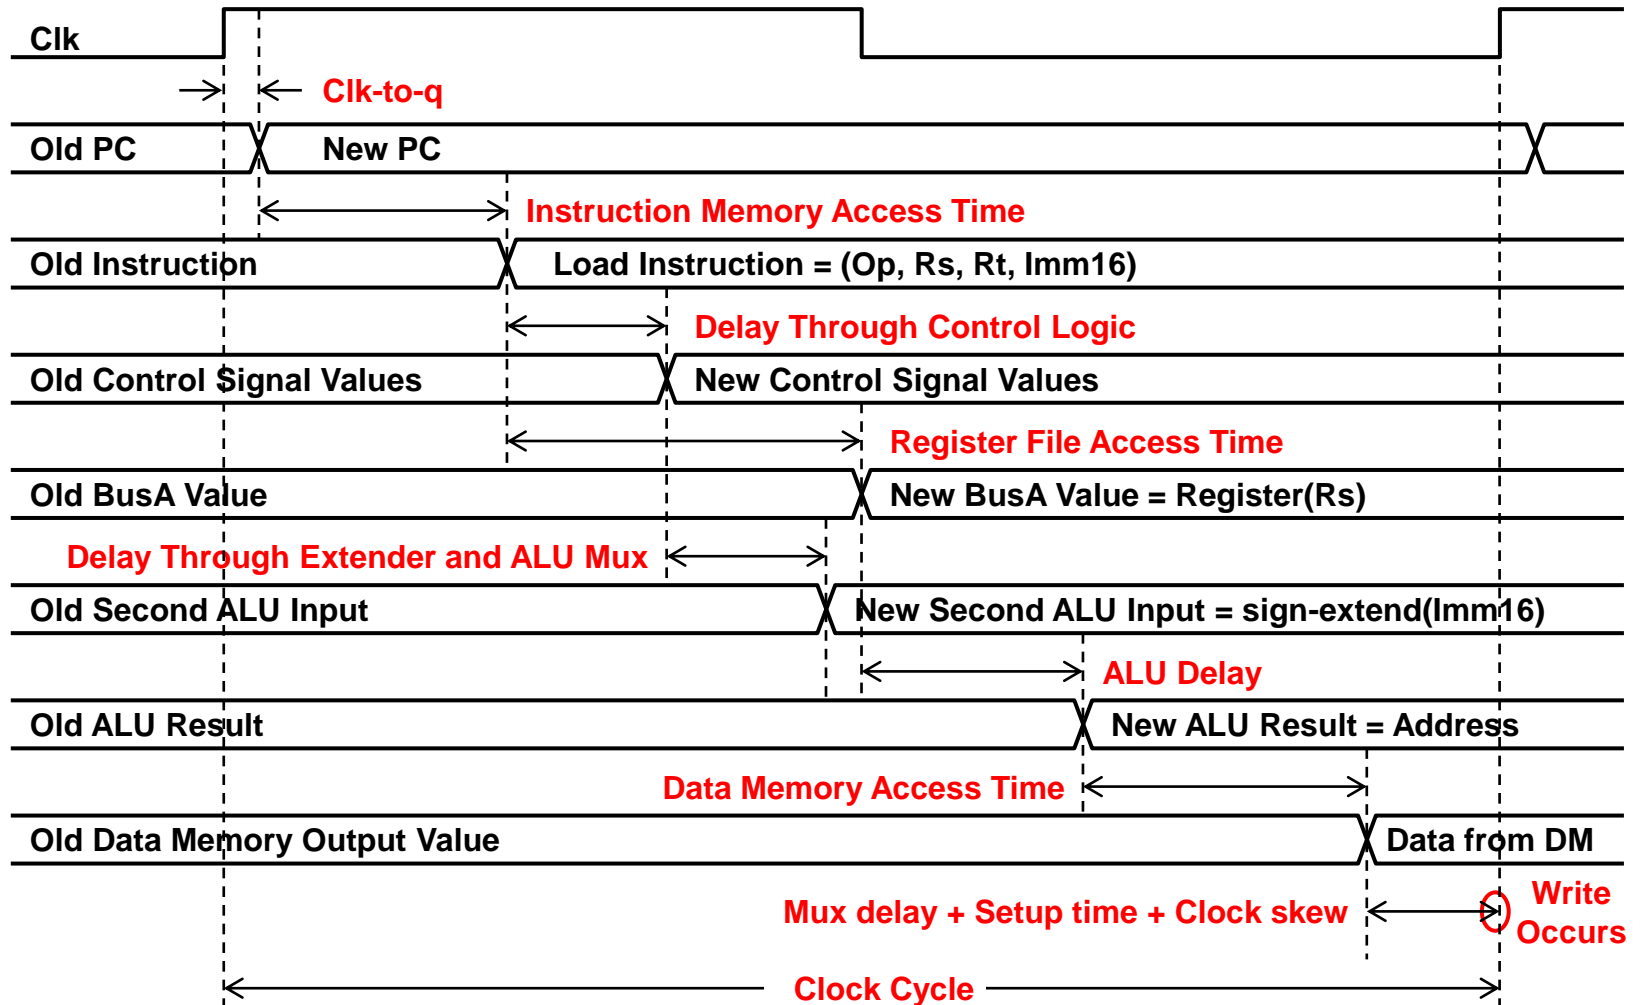 Clk
Clk-to-q
Old PC
New PC
Instruction Memory Access Time
Old Instruction
Load Instruction = (Op, Rs, Rt, Imm16)
Delay Through Control Logic
Old Control Signal Values
New Control Signal Values
Register File Access Time
Old BusA Value
New BusA Value = Register(Rs)
Delay Through Extender and ALU Mux
Old Second ALU Input
New Second ALU Input = sign-extend(Imm16)
ALU Delay
Old ALU Result
New ALU Result = Address
Data Memory Access Time
Old Data Memory Output Value
Data from DM
Mux delay + Setup time + Clock skew
Write
Occurs
Clock Cycle